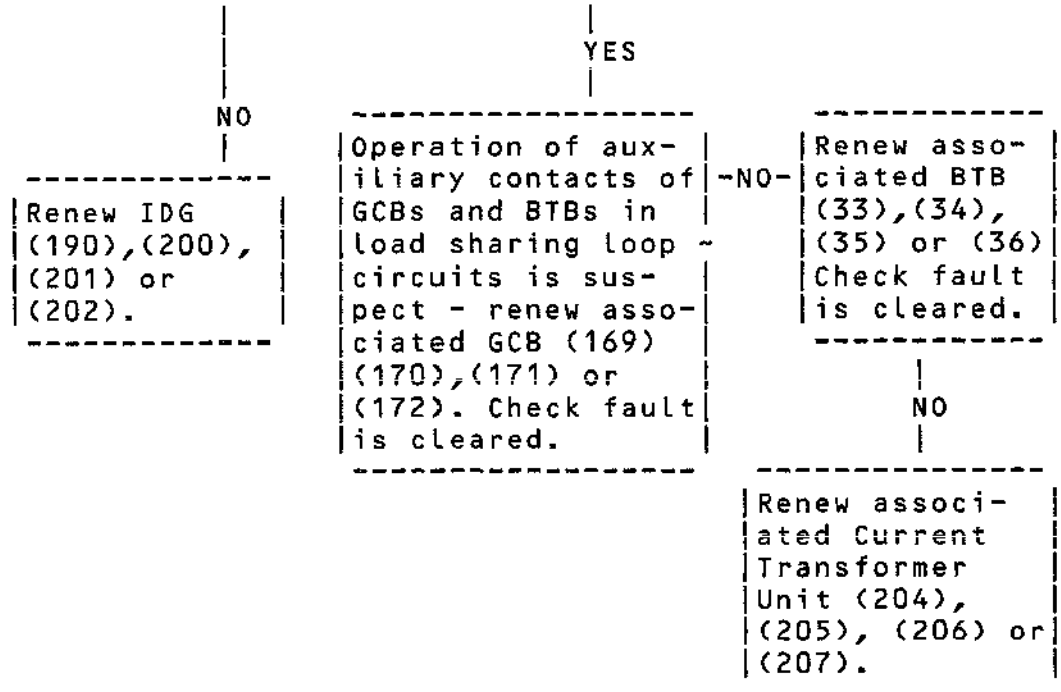 YES
NO
Operation of aux-
iliary contacts of
GCBs and BTBs in
load sharing loop -
circuits is sus-
pect - renew asso-
ciated GCB (169)
(170),(171) or
(172). Check fault
is cleared.
-NO-
Renew asso-
ciated BTB
(33),(34),
(35) or (36)
Check fault
is cleared.
Renew IDG
(190),(200),
(201) or
(202).
NO
Renew associ-
ated Current
Transformer
Unit (204),
(205), (206) or
(207).